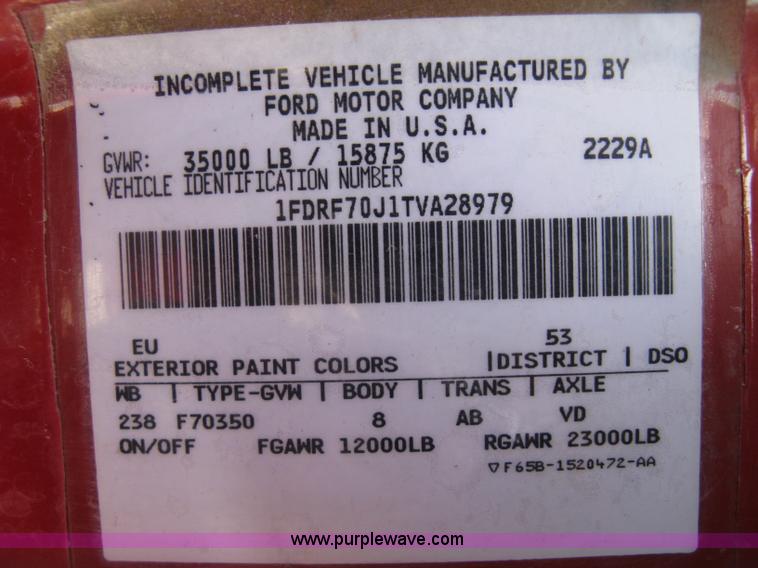 INCOMPLETE VEHICLE MANUFACTURED BY
FORD MOTOR COMPANY
MADE IN U.S.A.
GVWR: 35000 LB / 15875 KG 2229A
VEHICLE IDENTIFICATION NUMBER
1FDRF70J1TVA28979
EU 53
EXTERIOR PAINT COLORS |DISTRICT | DSO
WB | TYPE-GVW | BODY | TRANS | AXLE
238 F70350 8 AB VD
ON/OFF FGAWR 12000LB RGAWR 23000LB
▽F65B-1520472-AA
www.purplewave.com